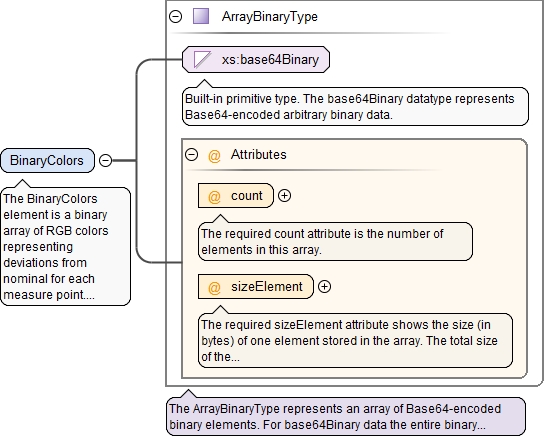 ArrayBinaryType
xs:base64Binary
Built-in primitive type. The base64Binary datatype represents
Base64-encoded arbitrary binary data.
BinaryColors
The BinaryColors
element is a binary
array of RGB colors
representing
deviations from
nominal for each
measure point....
@ Attributes
@ count
The required count attribute is the number of
elements in this array.
@ sizeElement
The required sizeElement attribute shows the size (in
bytes) of one element stored in the array. The total size
of the...
The ArrayBinaryType represents an array of Base64-encoded
binary elements. For base64Binary data the entire binary...